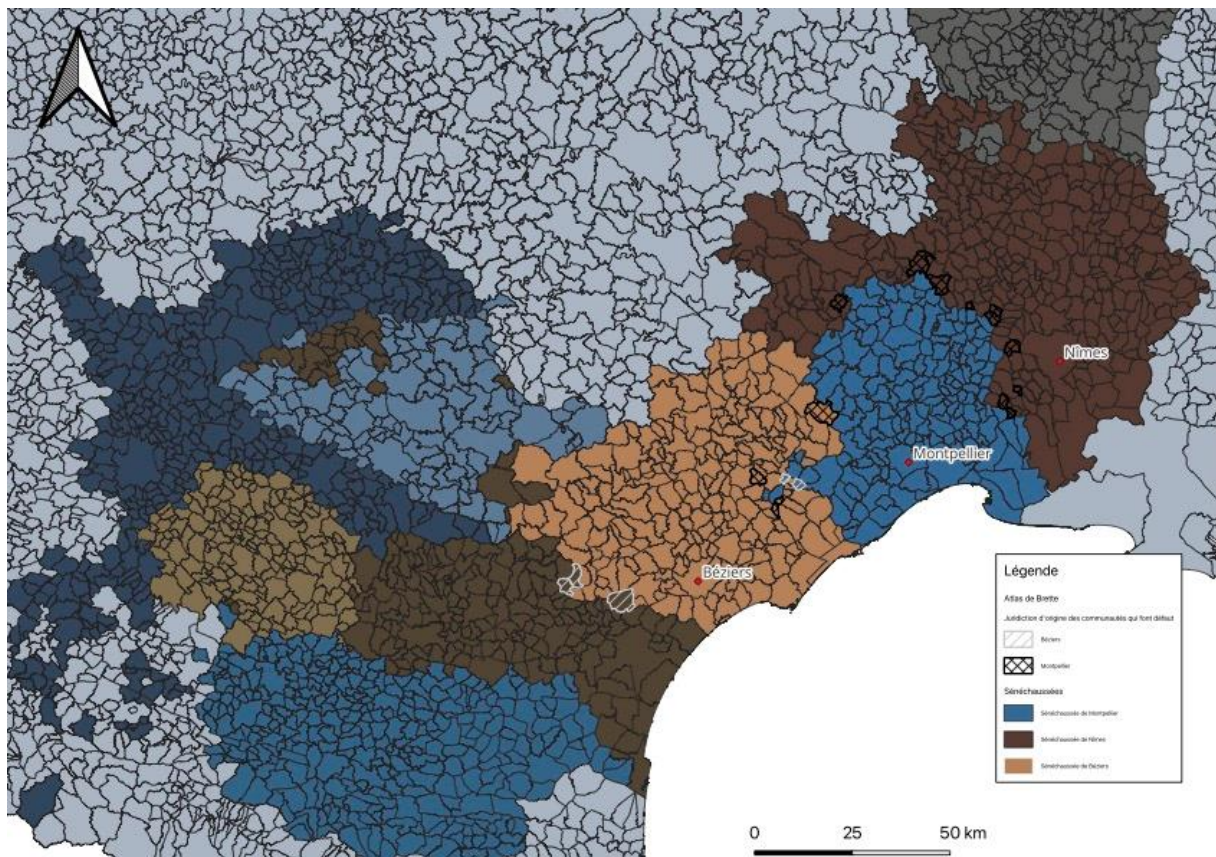 Nîmes
Montpellier
Béziers
Légende
Atlas de Brette
Juridiction d'origine des communautés qui font défaut
Béziers
Montpellier
Sénéchaussées
Sénéchaussée de Montpellier
Sénéchaussée de Nîmes
Sénéchaussée de Béziers
0 25 50 km